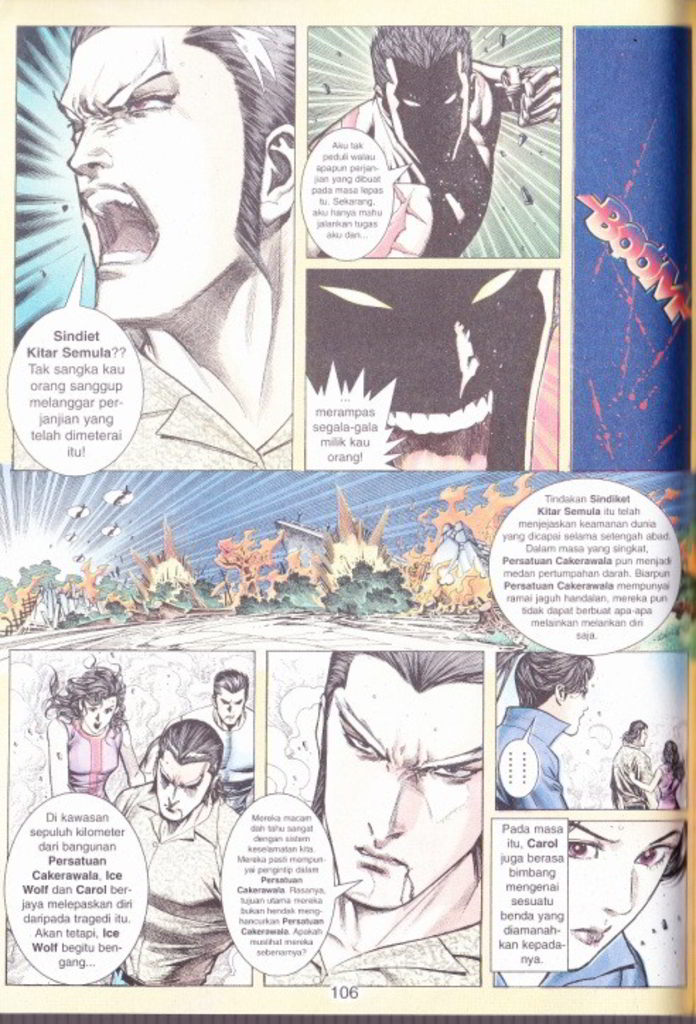 Sindiet
Kitar Semula??
Tak sangka kau
orang sanggup
melanggar per-
janjian yang
telah dimeterai
itu!
Aku tak
peduli walau
apapun perjan-
jian yang dibuat
pada masa lepas
tu. Sekarang,
aku hanya mahu
jalankan tugas
aku dan...
...
merampas
segala-gala
milik kau
orang!
BOOM
Tindakan Sindiket
Kitar Semula itu telah
menjejaskan keamanan dunia
yang dicapai selama setengah abad.
Dalam masa yang singkat,
Persatuan Cakerawala pun menjadi
medan pertumpahan darah. Biarpun
Persatuan Cakerawala mempunyai
ramai jaguh handalan, mereka pun
tidak dapat berbuat apa-apa
melainkan melarikan diri
saja.
Di kawasan
sepuluh kilometer
dari bangunan
Persatuan
Cakerawala, Ice
Wolf dan Carol ber-
jaya melepaskan diri
daripada tragedi itu.
Akan tetapi, Ice
Wolf begitu ben-
gang...
Mereka macam
dah tahu sangat
dengan sistem
keselamatan kita.
Mereka pasti mempun-
yai pengintip dalam
Persatuan
Cakerawala. Rasanya,
tujuan utama mereka
bukan hendak meng-
hancurkan Persatuan
Cakerawala. Apakah
muslihat mereka
sebenarnya?
......
Pada masa
itu, Carol
juga berasa
bimbang
mengenai
sesuatu
benda yang
diamanah-
kan kepada-
nya.
106